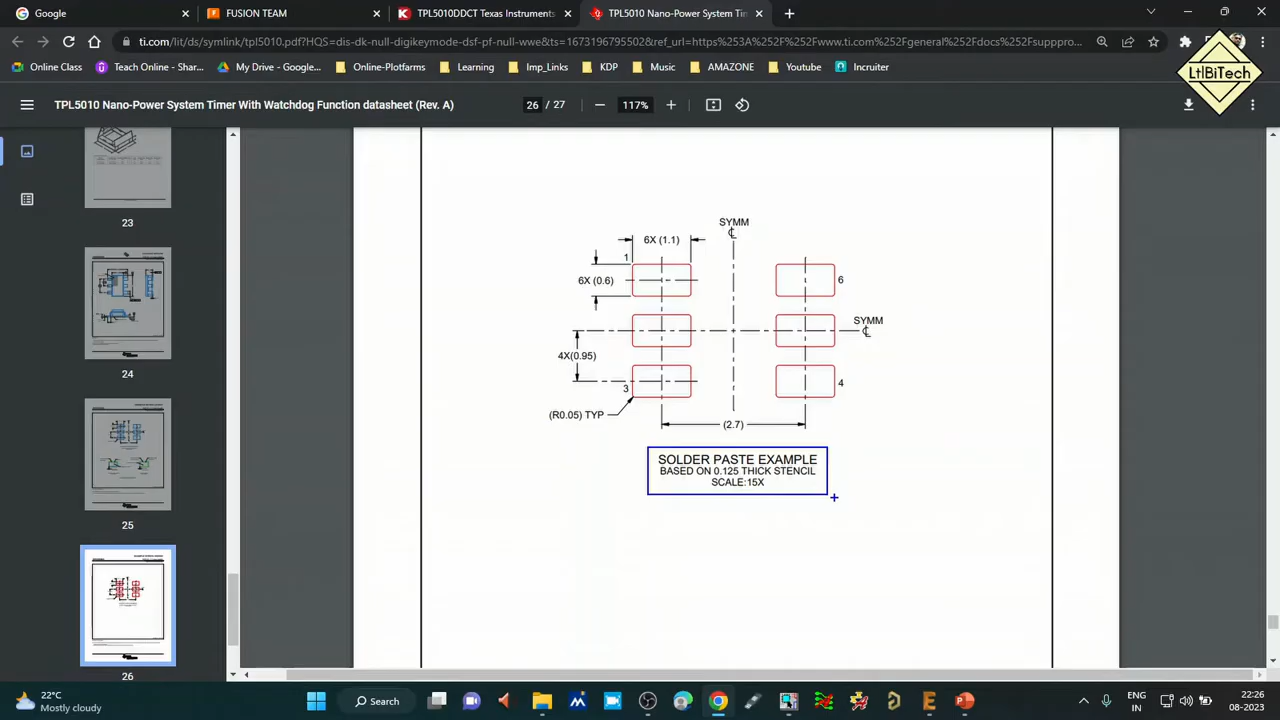 Google
FUSION TEAM
TPL5010DDCT Texas Instruments
TPL5010 Nano-Power System Tim
ti.com/lit/ds/symlink/tpl5010.pdf?HQS=dis-dk-null-digikeymode-dsf-pf-null-wwe&ts=1673196795502&ref_url=https%253A%252F%252Fwww.ti.com%252Fgeneral%252Fdocs%252Fsupppro...
Online Class
Teach Online - Shar...
My Drive - Google...
Online-Platfarms
Learning
Imp Links
KDP
Music
AMAZONE
Youtube
Incruiter
LtlBiTech
TPL5010 Nano-Power System Timer With Watchdog Function datasheet (Rev. A)
26 / 27
117%
23
24
25
26
SYMM
6X (1.1)
1
6X (0.6)
6
SYMM
4X(0.95)
3
4
(R0.05) TYP
(2.7)
SOLDER PASTE EXAMPLE
BASED ON 0.125 THICK STENCIL
SCALE:15X
22°C
Mostly cloudy
Search
ENG
IN
22:26
08-2023